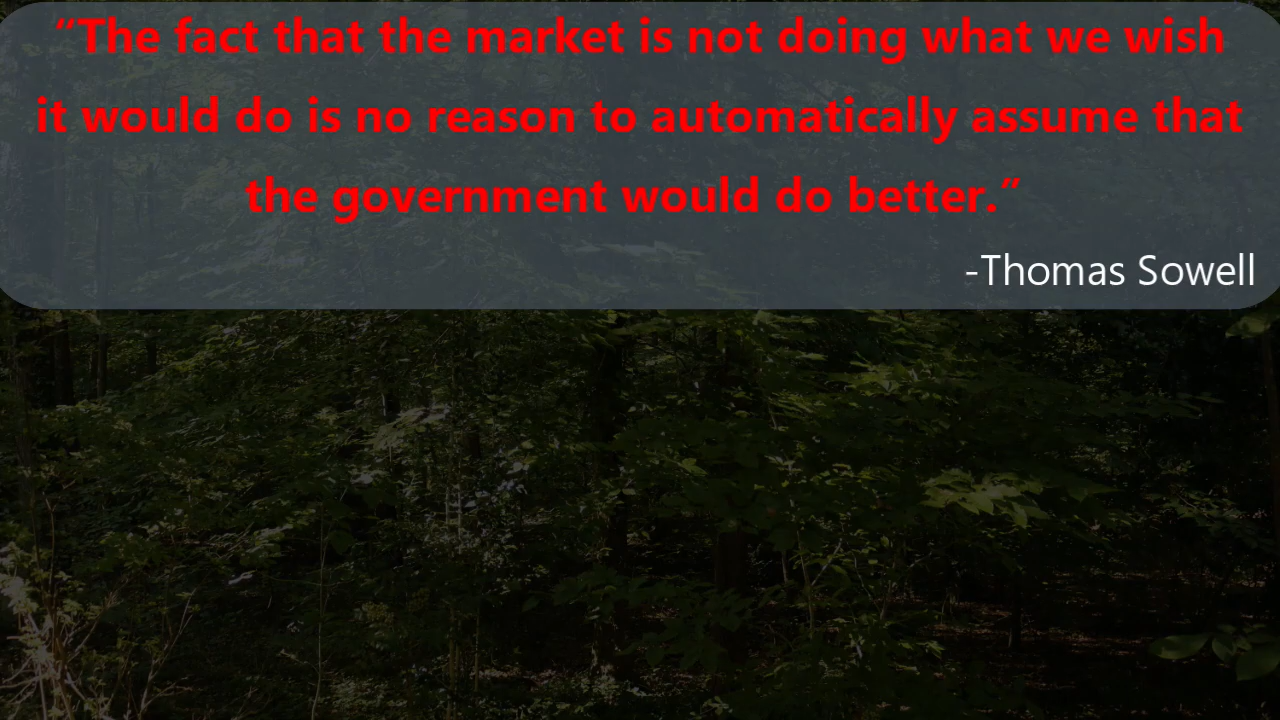 “The fact that the market is not doing what we wish
it would do is no reason to automatically assume that
the government would do better.”
-Thomas Sowell